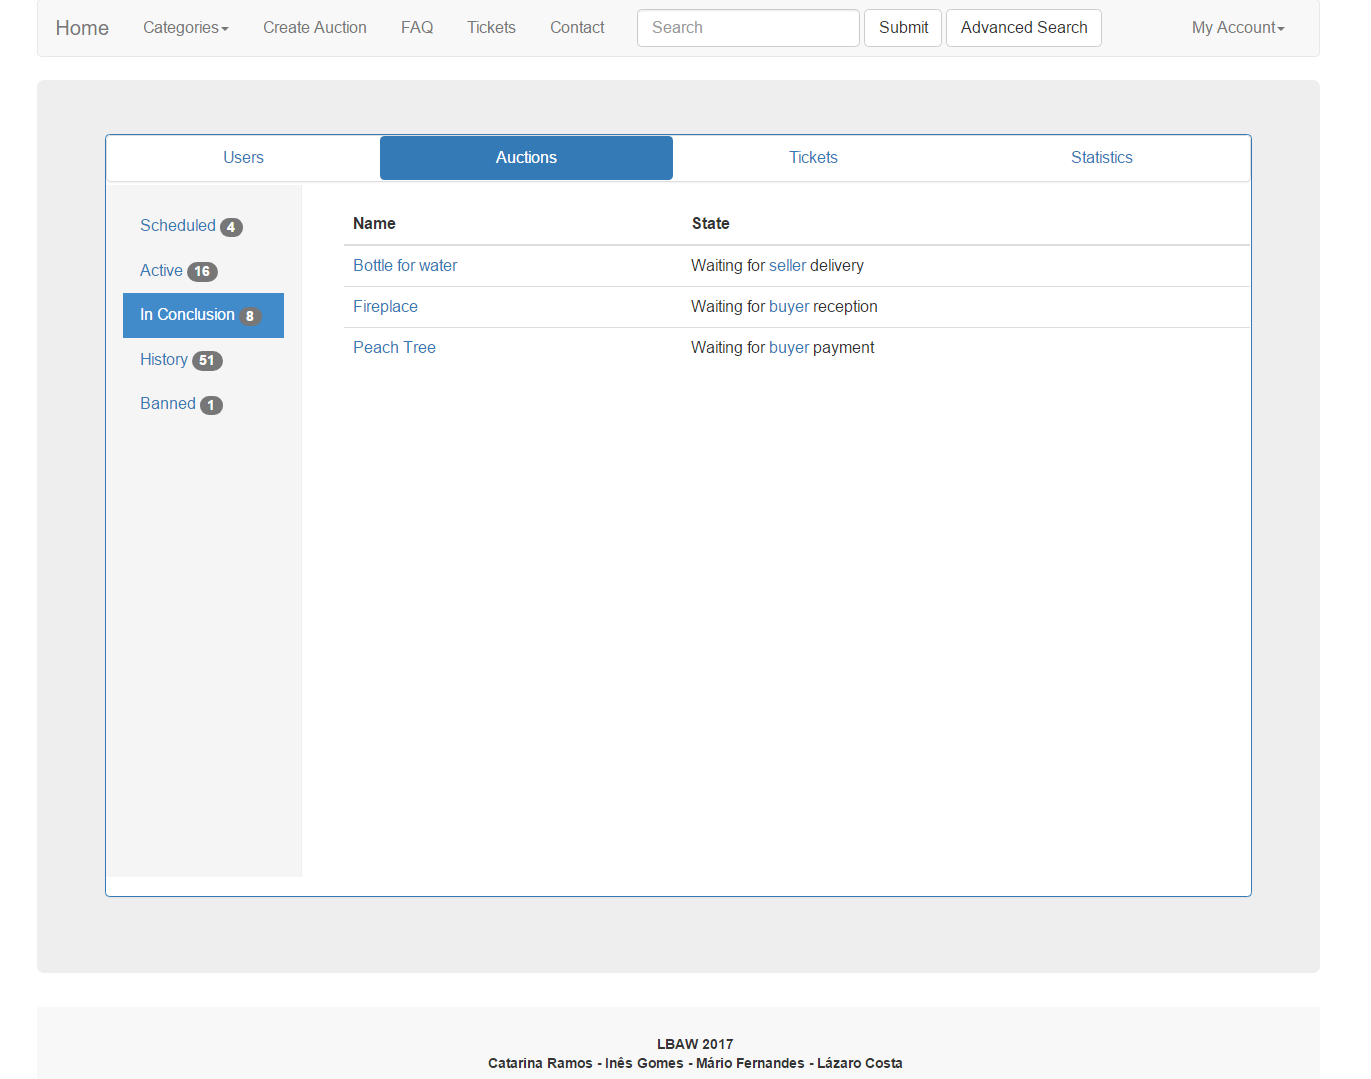 Home Categories Create Auction FAQ Tickets Contact Search Submit Advanced Search My Account
Users Auctions Tickets Statistics
Scheduled 4
Active 16
In Conclusion 8
History 51
Banned 1
Name State
Bottle for water Waiting for seller delivery
Fireplace Waiting for buyer reception
Peach Tree Waiting for buyer payment
LBAW 2017
Catarina Ramos - Inês Gomes - Mário Fernandes - Lázaro Costa